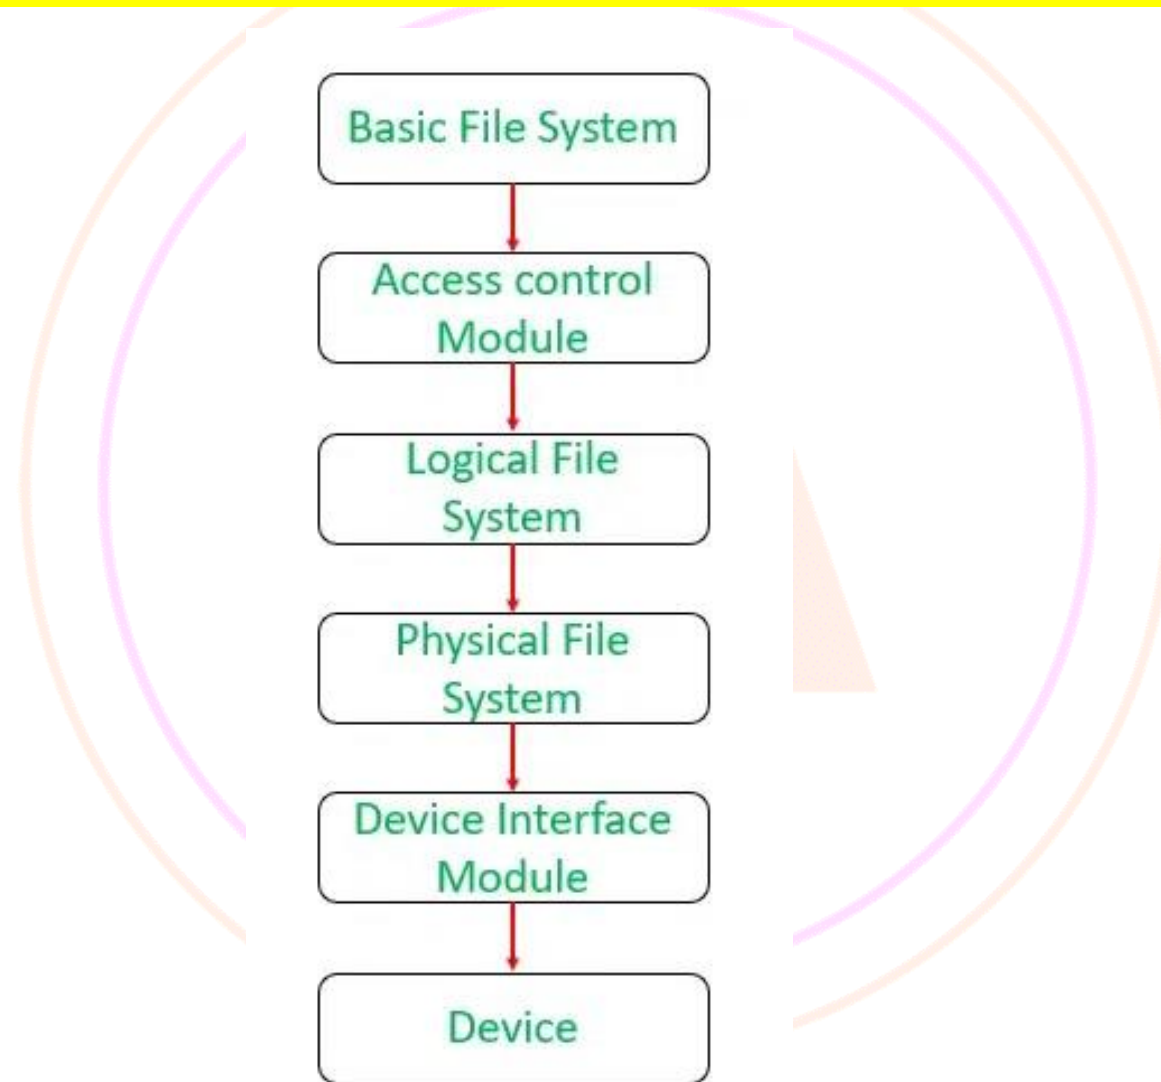 Basic File System
Access control
Module
Logical File
System
Physical File
System
Device Interface
Module
Device